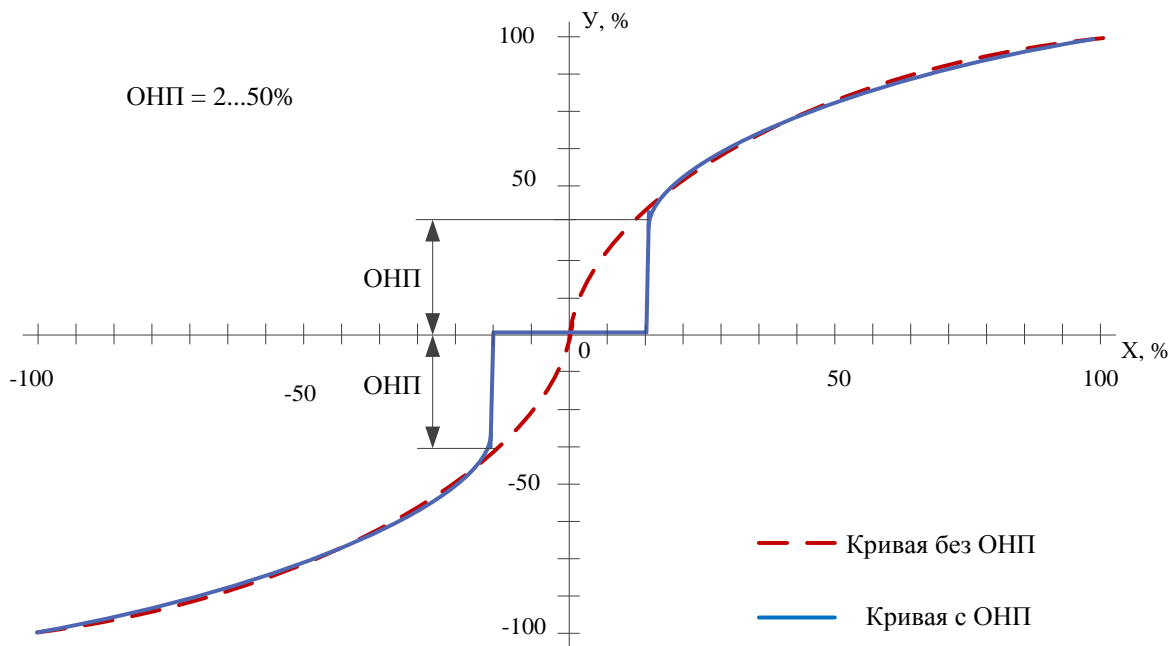 У, %
100
ОНП = 2...50%
50
ОНП
0
Х, %
ОНП
-100
-50
50
100
-50
Кривая без ОНП
Кривая с ОНП
-100